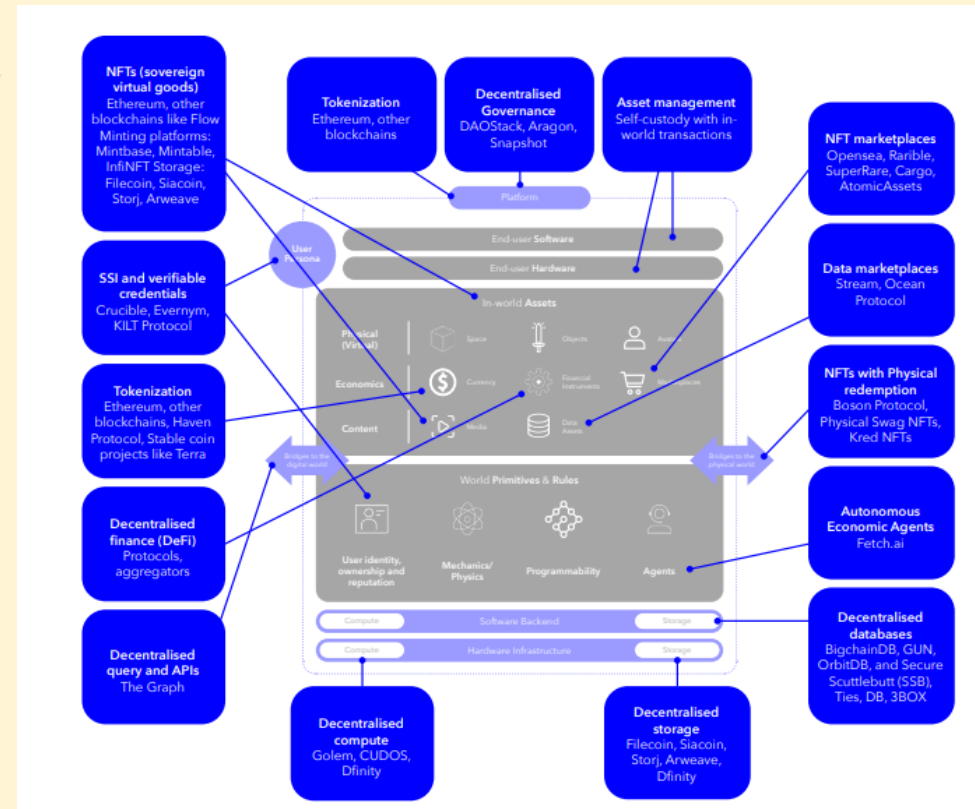 NFTs (sovereign
virtual goods)
Ethereum, other
blockchains like Flow
Minting platforms:
Mintbase, Mintable,
InfiNFT Storage:
Filecoin, Siacoin,
Storj, Arweave
Tokenization
Ethereum, other
blockchains
Decentralised
Governance
DAOStack, Aragon,
Snapshot
Asset management
Self-custody with in-
world transactions
NFT marketplaces
Opensea, Rarible,
SuperRare, Cargo,
AtomicAssets
SSI and verifiable
credentials
Crucible, Evernym,
KILT Protocol
Data marketplaces
Stream, Ocean
Protocol
Tokenization
Ethereum, other
blockchains, Haven
Protocol, Stable coin
projects like Terra
NFTs with Physical
redemption
Boson Protocol,
Physical Swag NFTs,
Kred NFTs
Decentralised
finance (DeFi)
Protocols,
aggregators
Autonomous
Economic Agents
Fetch.ai
Decentralised
query and APIs
The Graph
Decentralised
databases
BigchainDB, GUN,
OrbitDB, and Secure
Scuttlebutt (SSB),
Ties, DB, 3BOX
Decentralised
compute
Golem, CUDOS,
Dfinity
Decentralised
storage
Filecoin, Siacoin,
Storj, Arweave,
Dfinity
Platform
User
Persona
End-user Software
End-user Hardware
In-world Assets
Physical
(Virtual)
Space
Objects
Economics
Currency
Financial
Instruments
Content
Media
Data
Assets
Bridges to the
digital world
Bridges to the
physical world
World Primitives & Rules
User identity,
ownership and
reputation
Mechanics/
Physics
Programmability
Agents
Compute
Software Backend
Storage
Compute
Hardware Infrastructure
Storage